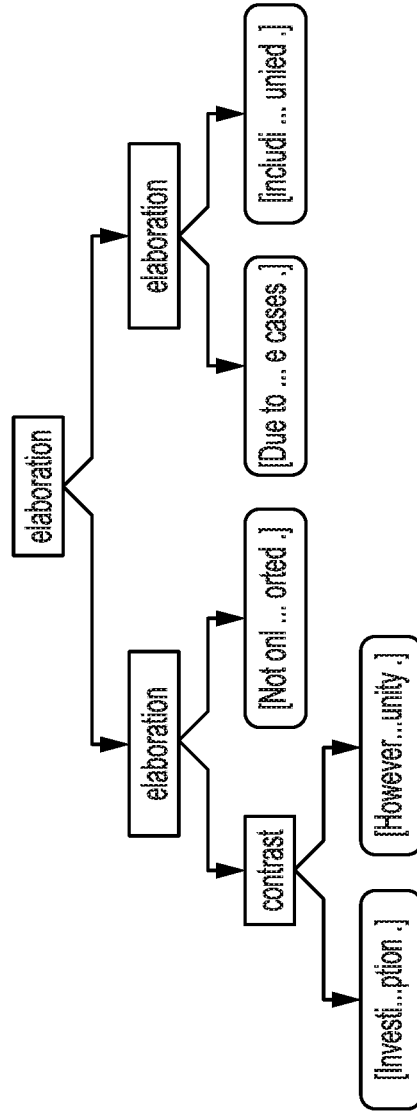 elaboration
elaboration
elaboration
contrast
[Not onl ... orted .]
[Due to ... e cases ,]
[includi ... unied .]
[Investi...ption .]
[However...unity .]